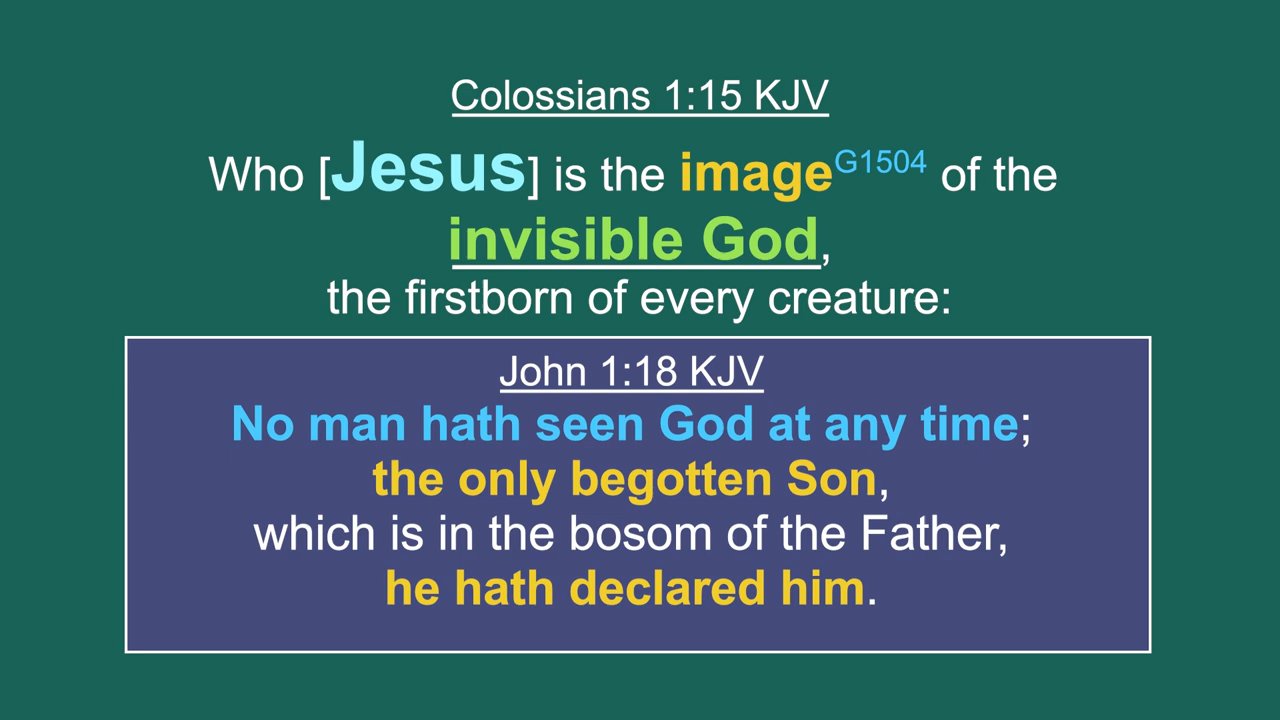 Colossians 1:15 KJV
Who [Jesus] is the imageG1504 of the
invisible God,
the firstborn of every creature:
John 1:18 KJV
No man hath seen God at any time;
the only begotten Son,
which is in the bosom of the Father,
he hath declared him.